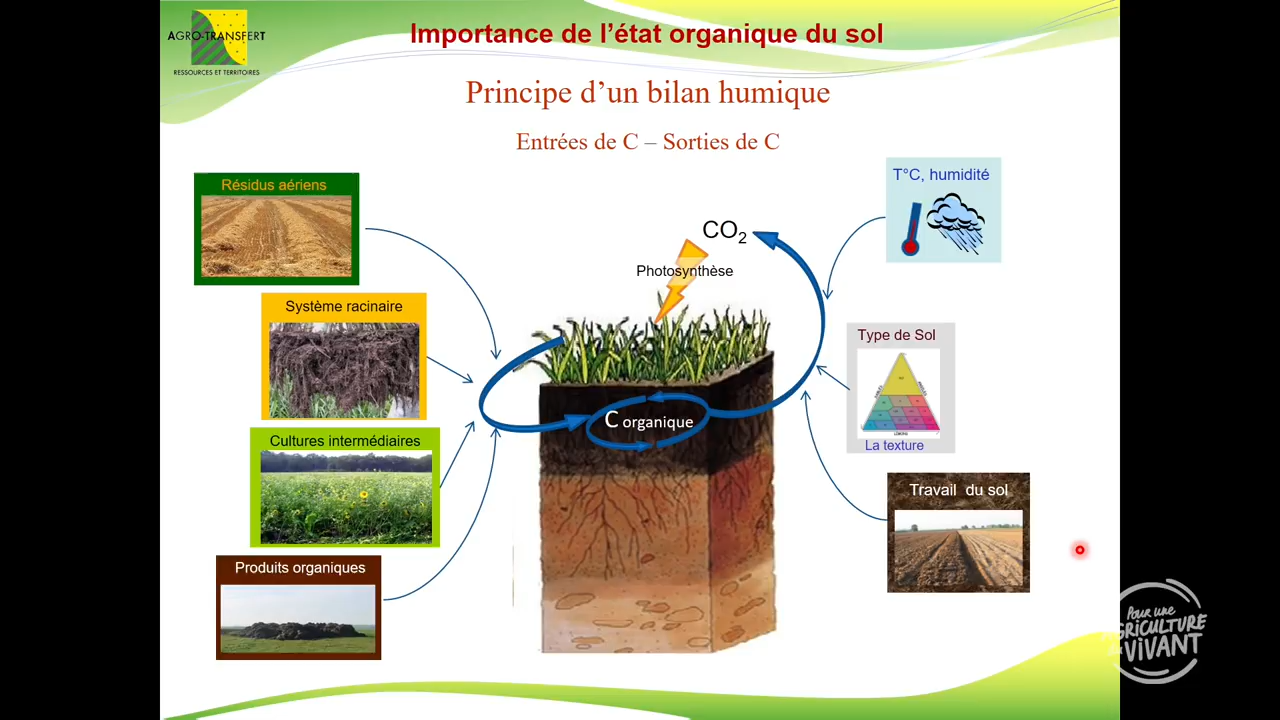 AGRO-TRANSFERT
RESSOURCES ET TERRITOIRES
Importance de l'état organique du sol
Principe d'un bilan humique
Entrées de C – Sorties de C
Résidus aériens
Système racinaire
Cultures intermédiaires
Produits organiques
CO2
Photosynthèse
C organique
T°C, humidité
Type de Sol
La texture
Travail du sol
POUR UNE
AGRICULTURE
du VIVANT